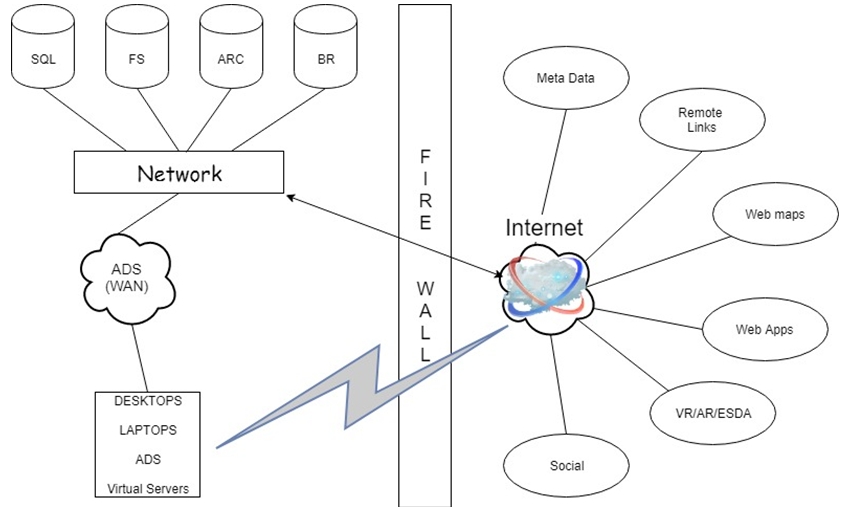 SQL
FS
ARC
BR
Network
ADS
(WAN)
DESKTOPS
LAPTOPS
ADS
Virtual Servers
F
I
R
E
W
A
L
L
Internet
Meta Data
Remote
Links
Web maps
Web Apps
VR/AR/ESDA
Social